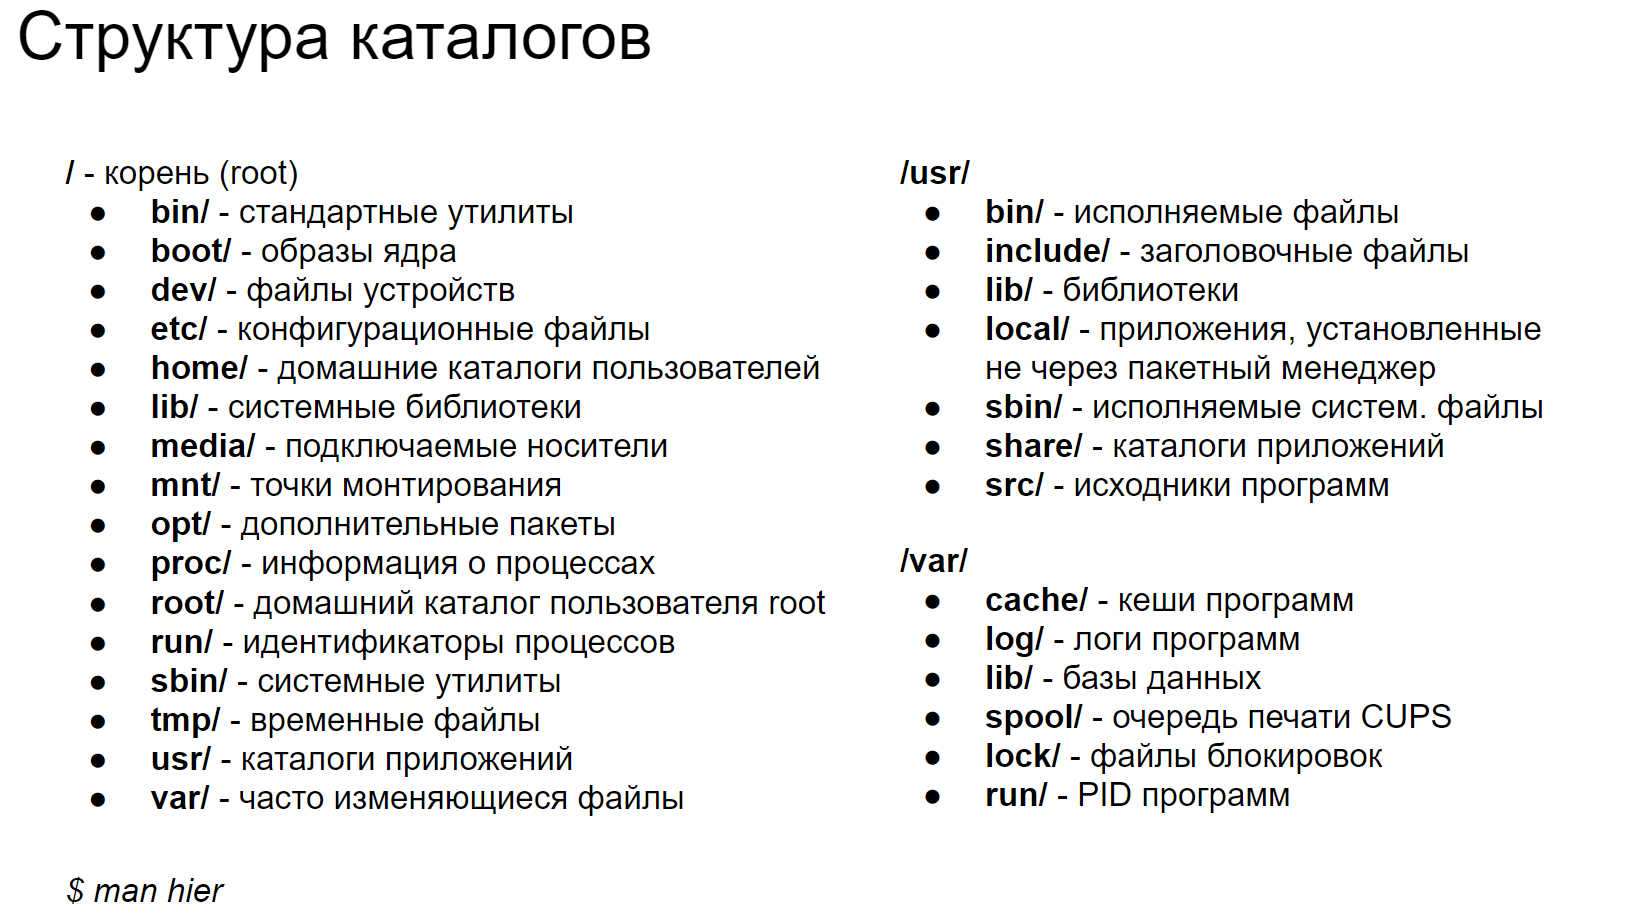 Структура каталогов
/ - корень (root)
● bin/ - стандартные утилиты
● boot/ - образы ядра
● dev/ - файлы устройств
● etc/ - конфигурационные файлы
● home/ - домашние каталоги пользователей
● lib/ - системные библиотеки
● media/ - подключаемые носители
● mnt/ - точки монтирования
● opt/ - дополнительные пакеты
● proc/ - информация о процессах
● root/ - домашний каталог пользователя root
● run/ - идентификаторы процессов
● sbin/ - системные утилиты
● tmp/ - временные файлы
● usr/ - каталоги приложений
● var/ - часто изменяющиеся файлы
$ man hier
/usr/
● bin/ - исполняемые файлы
● include/ - заголовочные файлы
● lib/ - библиотеки
● local/ - приложения, установленные
не через пакетный менеджер
● sbin/ - исполняемые систем. файлы
● share/ - каталоги приложений
● src/ - исходники программ
/var/
● cache/ - кеши программ
● log/ - логи программ
● lib/ - базы данных
● spool/ - очередь печати CUPS
● lock/ - файлы блокировок
● run/ - PID программ